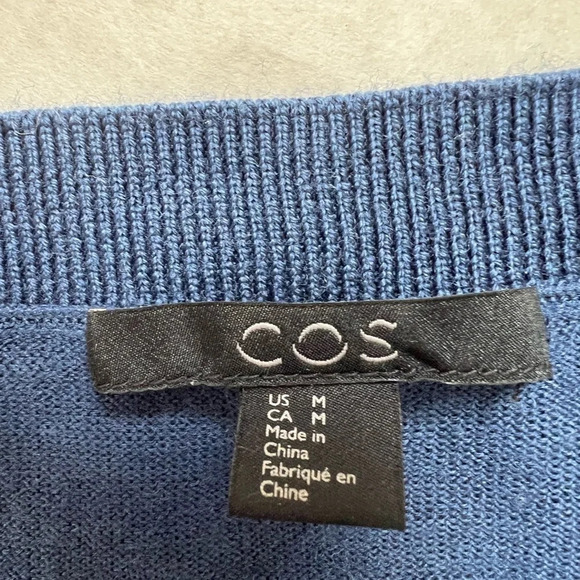 COS
US M
CA M
Made in
China
Fabriqué en
Chine